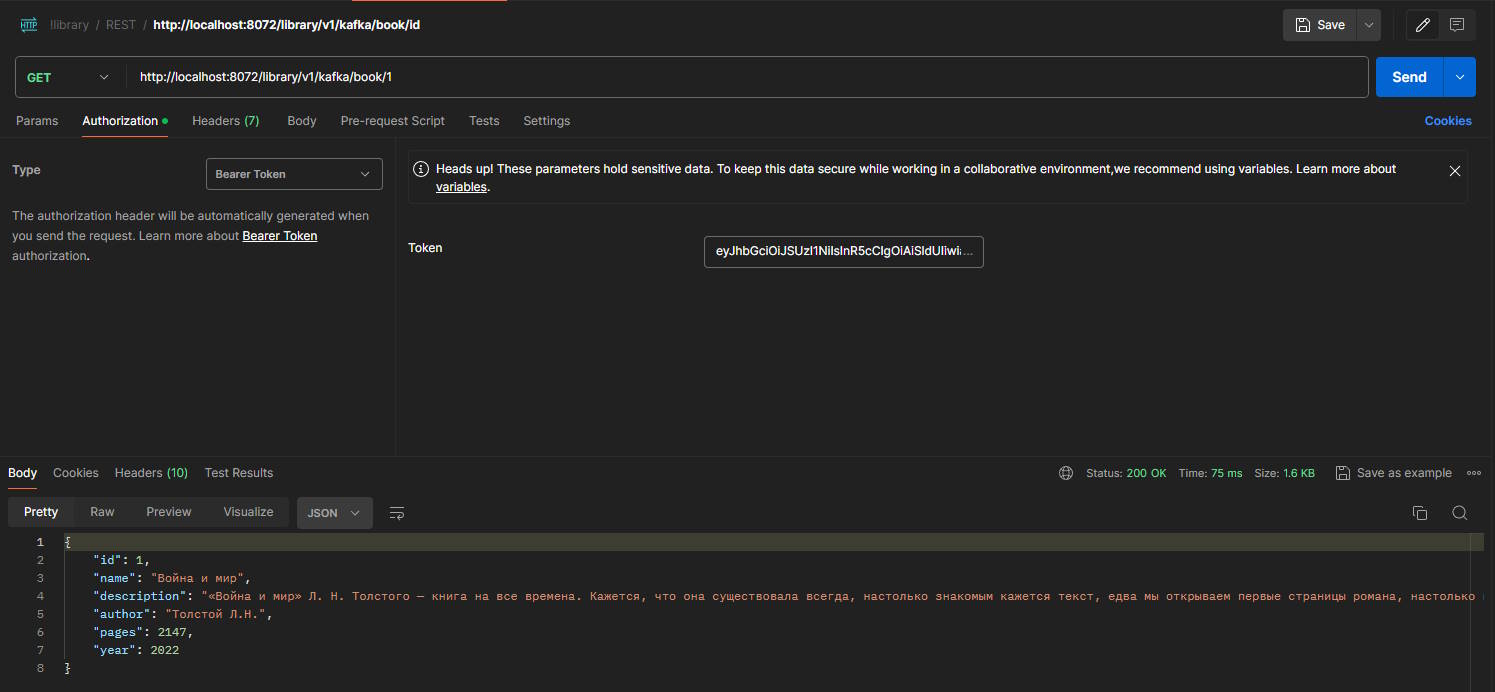 HTTP !library / REST / http://localhost:8072/library/v1/kafka/book/id Save
GET http://localhost:8072/library/v1/kafka/book/1 Send
Params Authorization Headers (7) Body Pre-request Script Tests Settings Cookies
Type Bearer Token
The authorization header will be automatically generated when
you send the request. Learn more about Bearer Token
authorization.
Heads up! These parameters hold sensitive data. To keep this data secure while working in a collaborative environment,we recommend using variables. Learn more about
variables.
Token eyJhbGciOiJSUzI1NiIsInR5cCIgOiAiSldUIiwia...
Body Cookies Headers (10) Test Results Status: 200 OK Time: 75 ms Size: 1.6 KB Save as example
Pretty Raw Preview Visualize JSON
1 {
2 "id": 1,
3 "name": "Война и мир",
4 "description": "«Война и мир» Л. Н. Толстого — книга на все времена. Кажется, что она существовала всегда, настолько знакомым кажется текст, едва мы открываем первые страницы романа, настолько
5 "author": "Толстой Л.Н.",
6 "pages": 2147,
7 "year": 2022
8 }